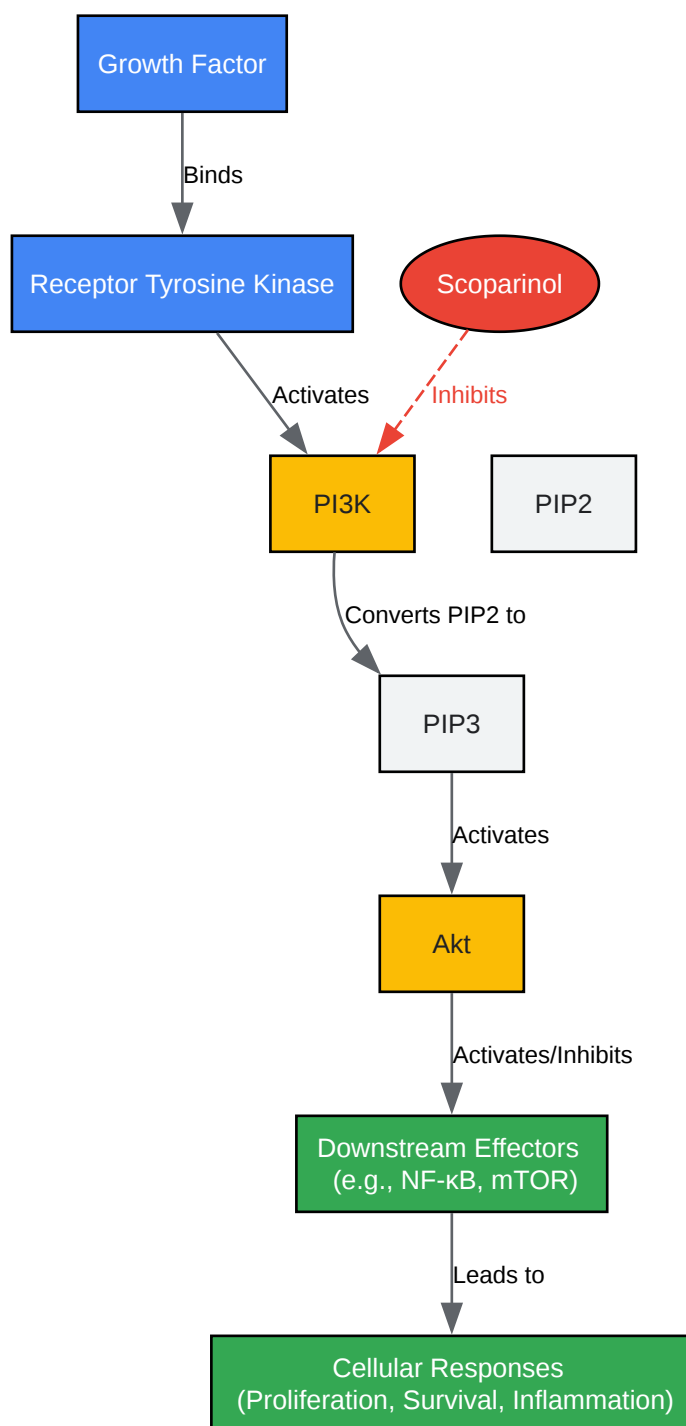 Growth Factor
Binds
Receptor Tyrosine Kinase
Scoparinol
Activates
Inhibits
PI3K
PIP2
Converts PIP2 to
PIP3
Activates
Akt
Activates/Inhibits
Downstream Effectors
(e.g., NF-κB, mTOR)
Leads to
Cellular Responses
(Proliferation, Survival, Inflammation)